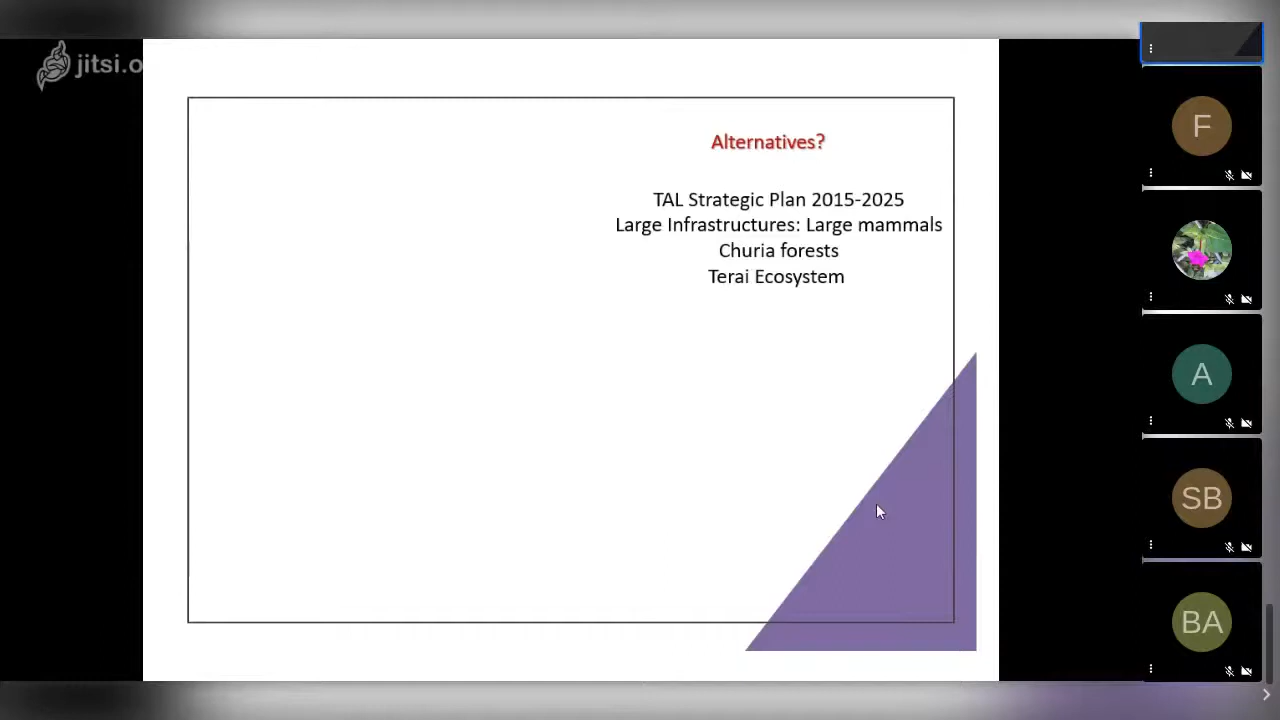 jitsi.o
Alternatives?
TAL Strategic Plan 2015-2025
Large Infrastructures: Large mammals
Churia forests
Terai Ecosystem
F
A
SB
BA